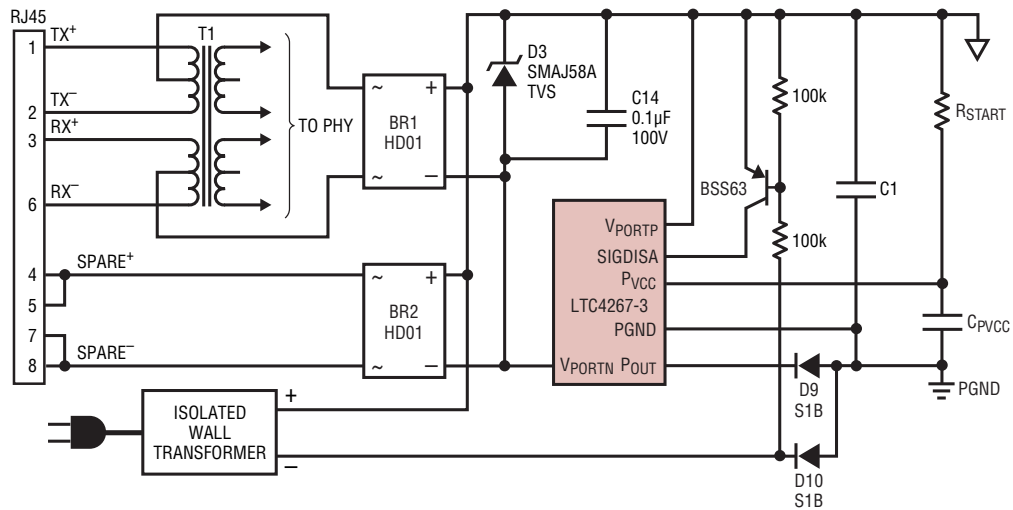 RJ45
1
TX+
2
TX−
3
RX+
6
RX−
4
SPARE+
5
7
8
SPARE−
T1
TO PHY
~
+
BR1
HD01
~
−
~
+
BR2
HD01
~
−
D3
SMAJ58A
TVS
C14
0.1µF
100V
100k
BSS63
100k
C1
RSTART
VPORTP
SIGDISA
PVCC
LTC4267-3
PGND
VPORTN POUT
CPVCC
PGND
D9
S1B
D10
S1B
ISOLATED
WALL
TRANSFORMER
+
−